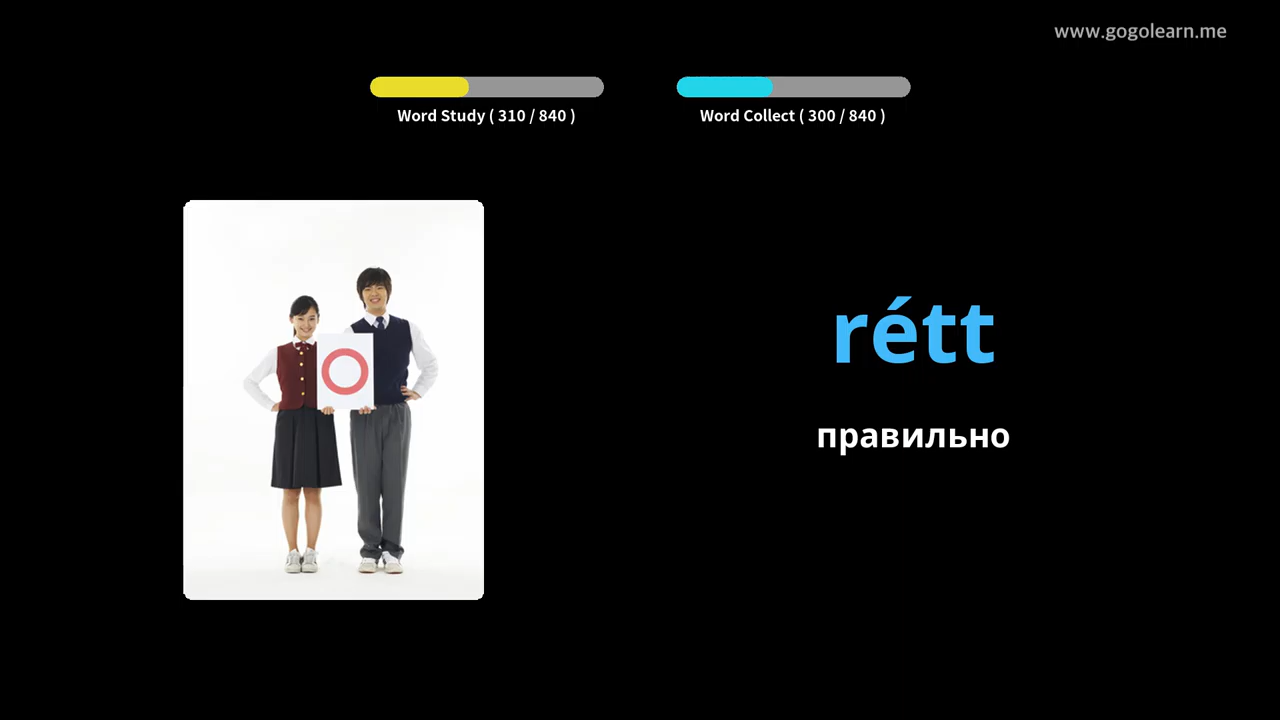 www.gogolearn.me
Word Study ( 310 / 840 )
Word Collect ( 300 / 840 )
rétt
правильно